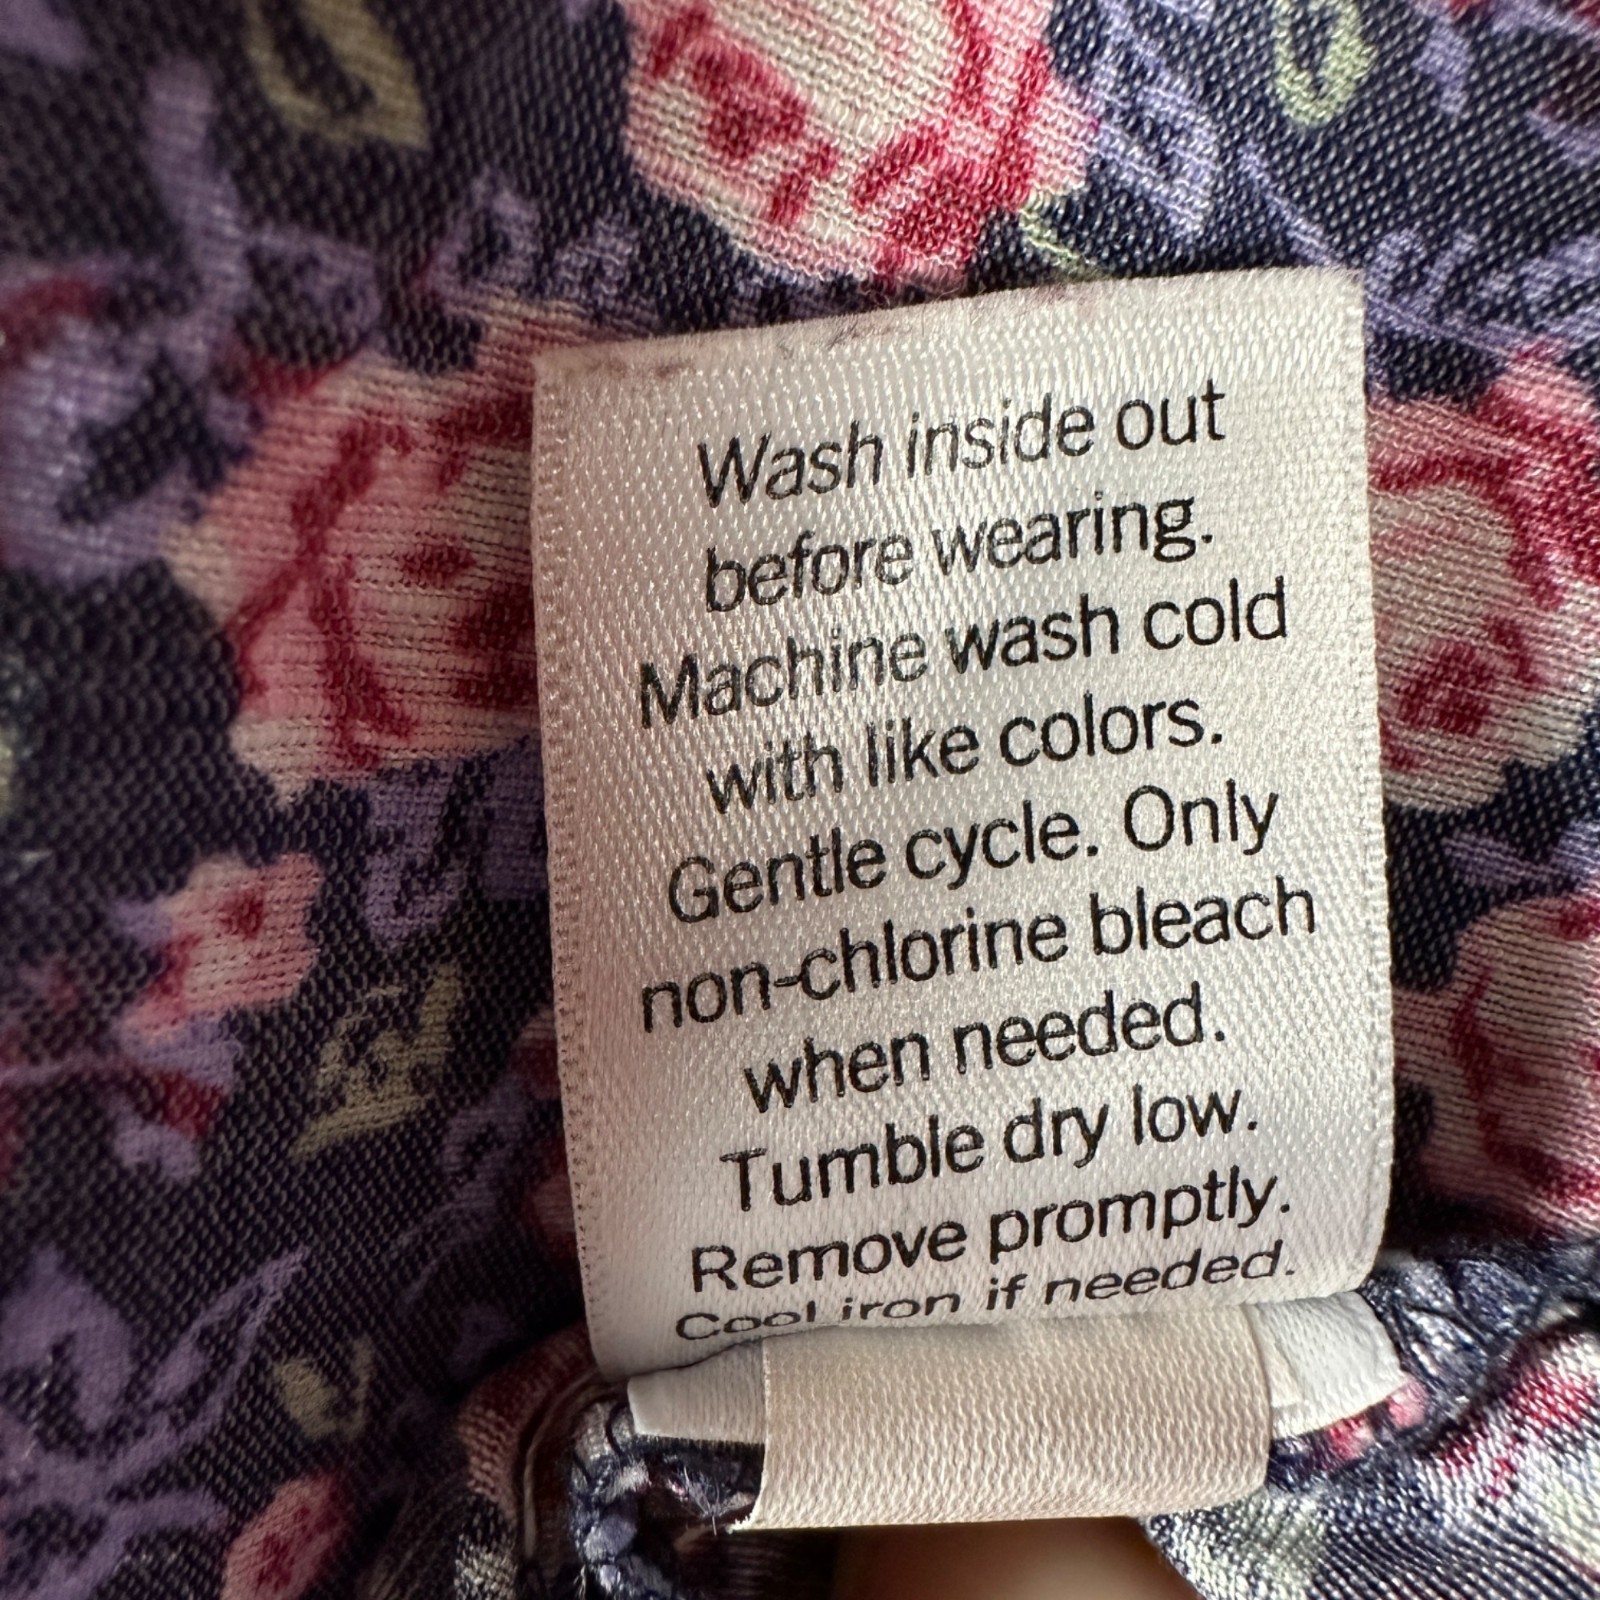 Wash inside out
before wearing.
Machine wash cold
with like colors.
Gentle cycle. Only
non-chlorine bleach
when needed.
Tumble dry low.
Remove promptly.
Cool iron if needed.